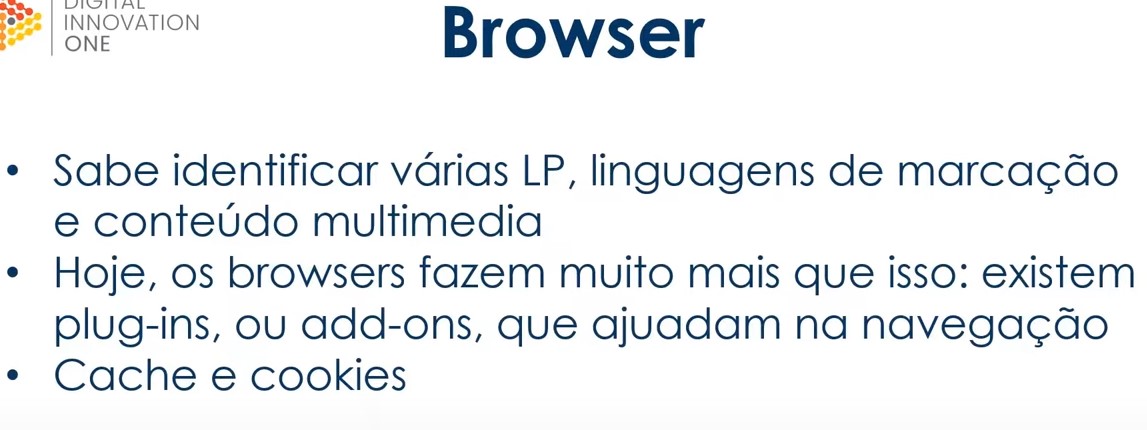 DIGITAL
INNOVATION
ONE
Browser
• Sabe identificar várias LP, linguagens de marcação
e conteúdo multimedia
• Hoje, os browsers fazem muito mais que isso: existem
plug-ins, ou add-ons, que ajuadam na navegação
• Cache e cookies